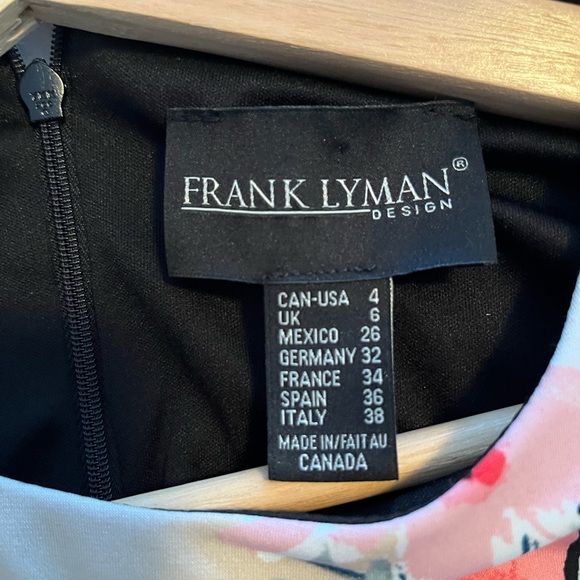 FRANK LYMAN®
DESIGN
CAN-USA 4
UK 6
MEXICO 26
GERMANY 32
FRANCE 34
SPAIN 36
ITALY 38
MADE IN/FAIT AU
CANADA